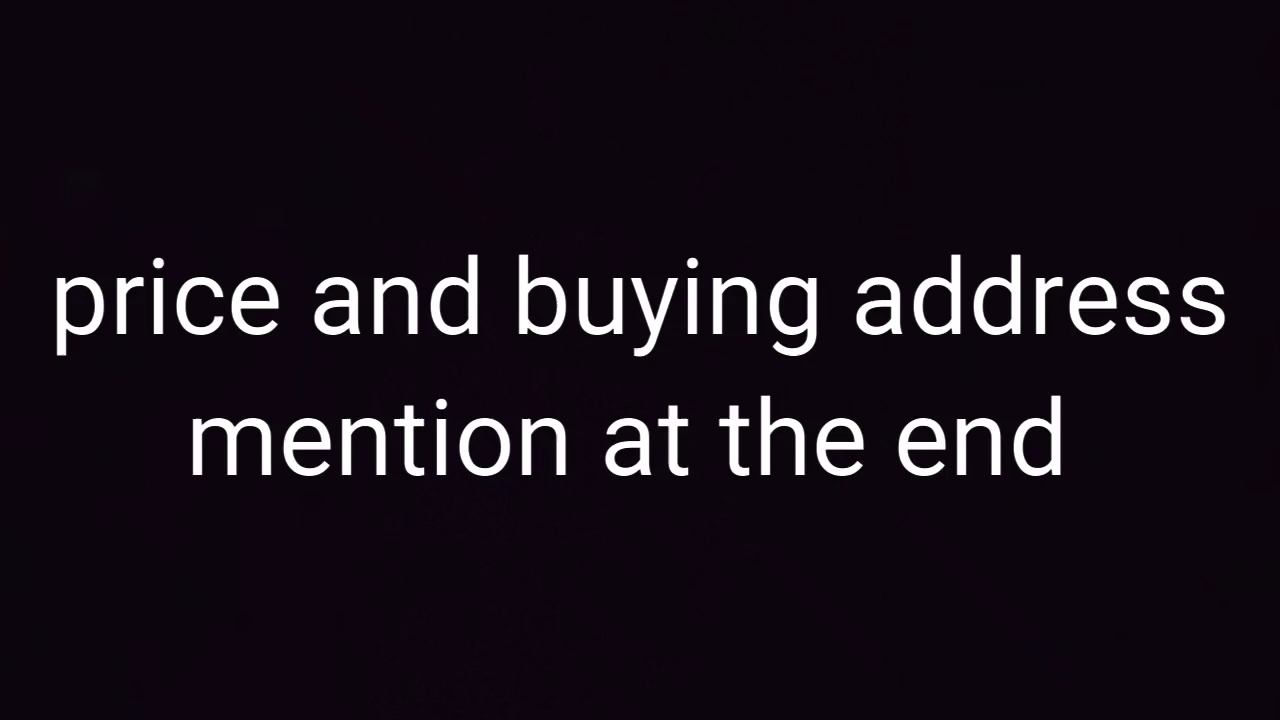 price and buying address
mention at the end